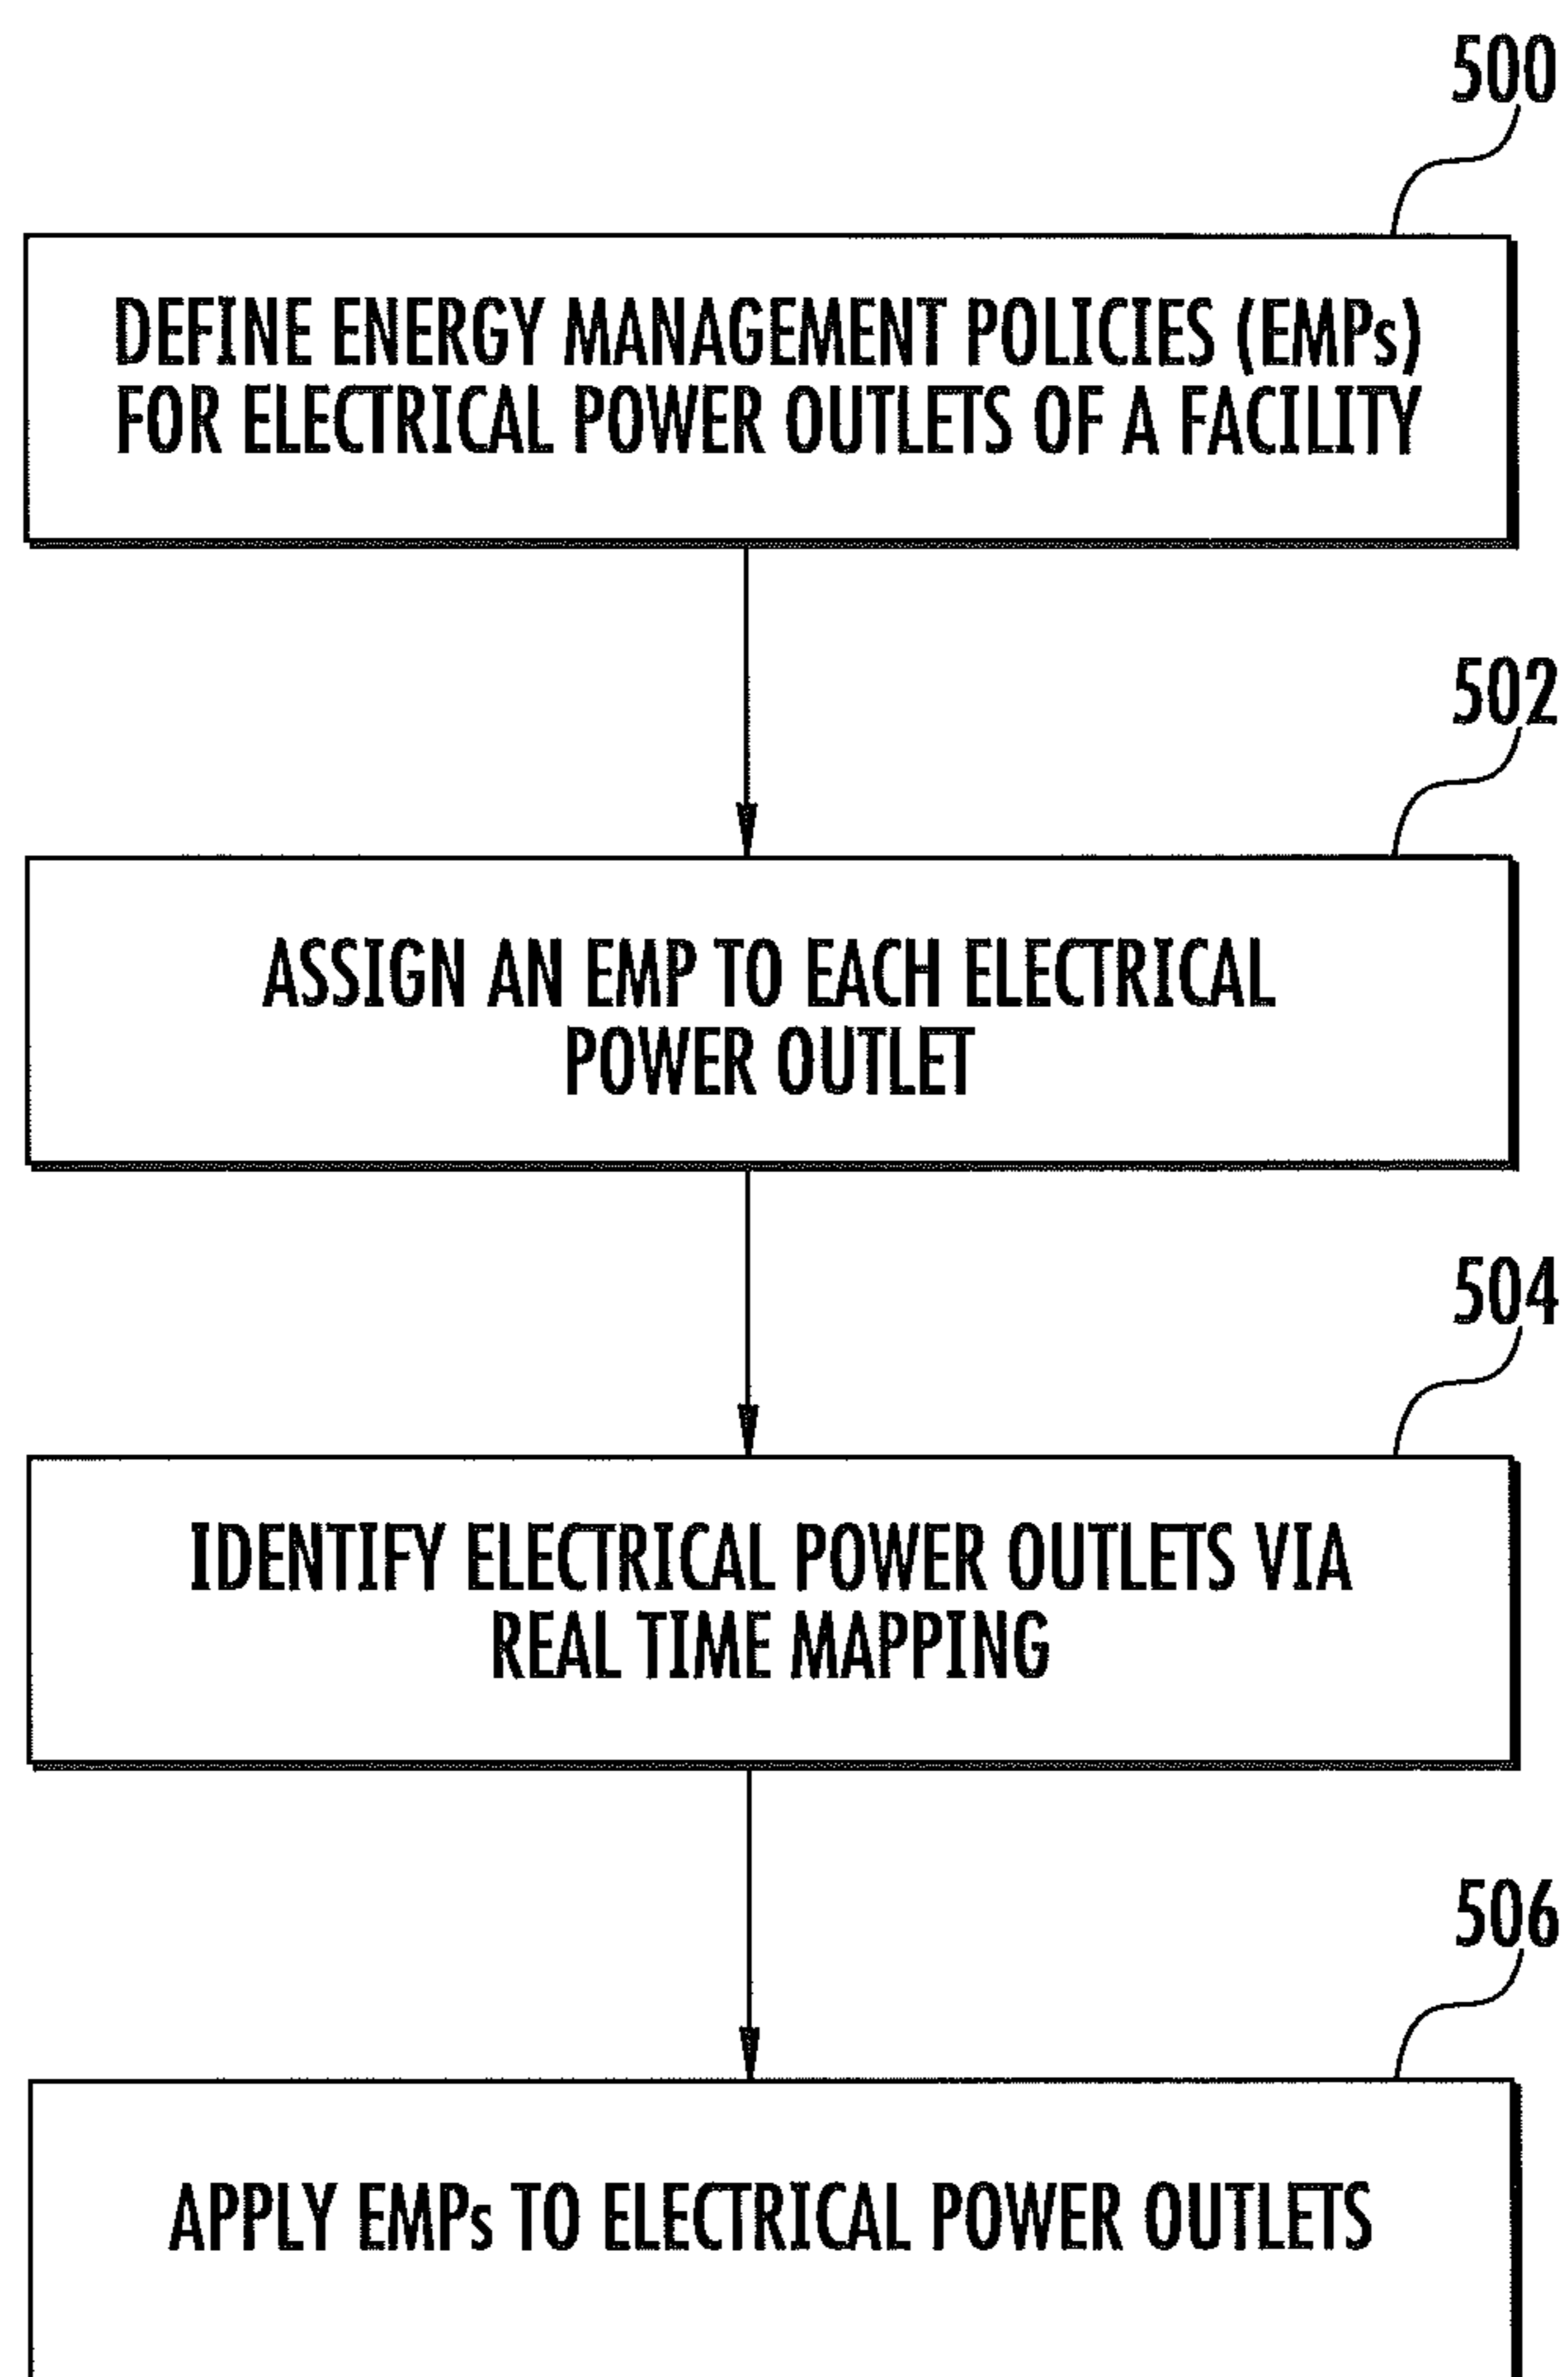 500
DEFINE ENERGY MANAGEMENT POLICIES (EMPs)
FOR ELECTRICAL POWER OUTLETS OF A FACILITY
502
ASSIGN AN EMP TO EACH ELECTRICAL
POWER OUTLET
504
IDENTIFY ELECTRICAL POWER OUTLETS VIA
REAL TIME MAPPING
506
APPLY EMPs TO ELECTRICAL POWER OUTLETS